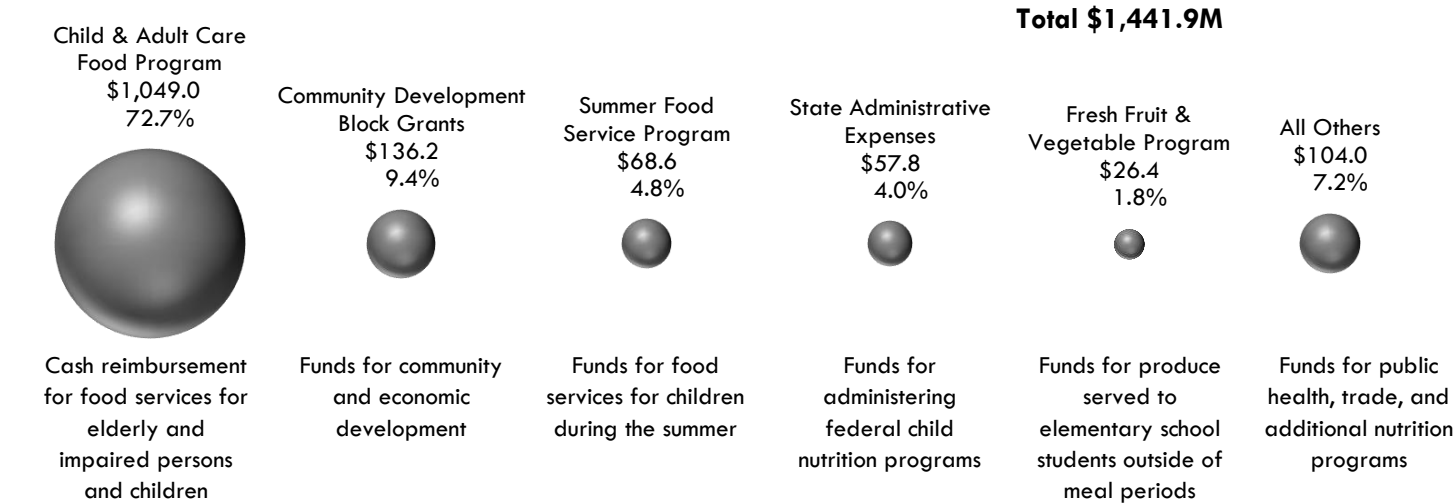 Total $1,441.9M
Child & Adult Care
Food Program
$1,049.0
72.7%
Community Development
Block Grants
$136.2
9.4%
Summer Food
Service Program
$68.6
4.8%
State Administrative
Expenses
$57.8
4.0%
Fresh Fruit &
Vegetable Program
$26.4
1.8%
All Others
$104.0
7.2%
Cash reimbursement
for food services for
elderly and
impaired persons
and children
Funds for community
and economic
development
Funds for food
services for children
during the summer
Funds for
administering
federal child
nutrition programs
Funds for produce
served to
elementary school
students outside of
meal periods
Funds for public
health, trade, and
additional nutrition
programs